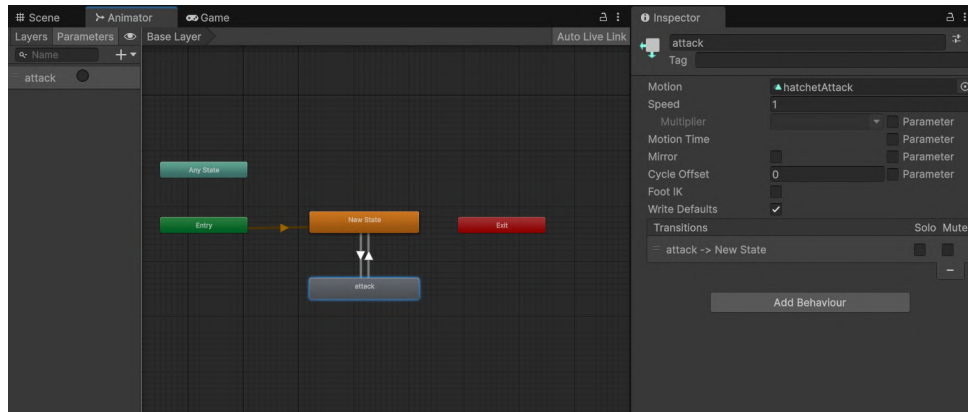 Scene Animator Game
Layers Parameters Base Layer Auto Live Link
Name
attack
Any State
Entry New State Exit
attack
Inspector
attack
Tag
Motion hatchetAttack
Speed 1
Multiplier Parameter
Motion Time Parameter
Mirror Parameter
Cycle Offset 0 Parameter
Foot IK
Write Defaults
Transitions Solo Mute
attack -> New State
Add Behaviour